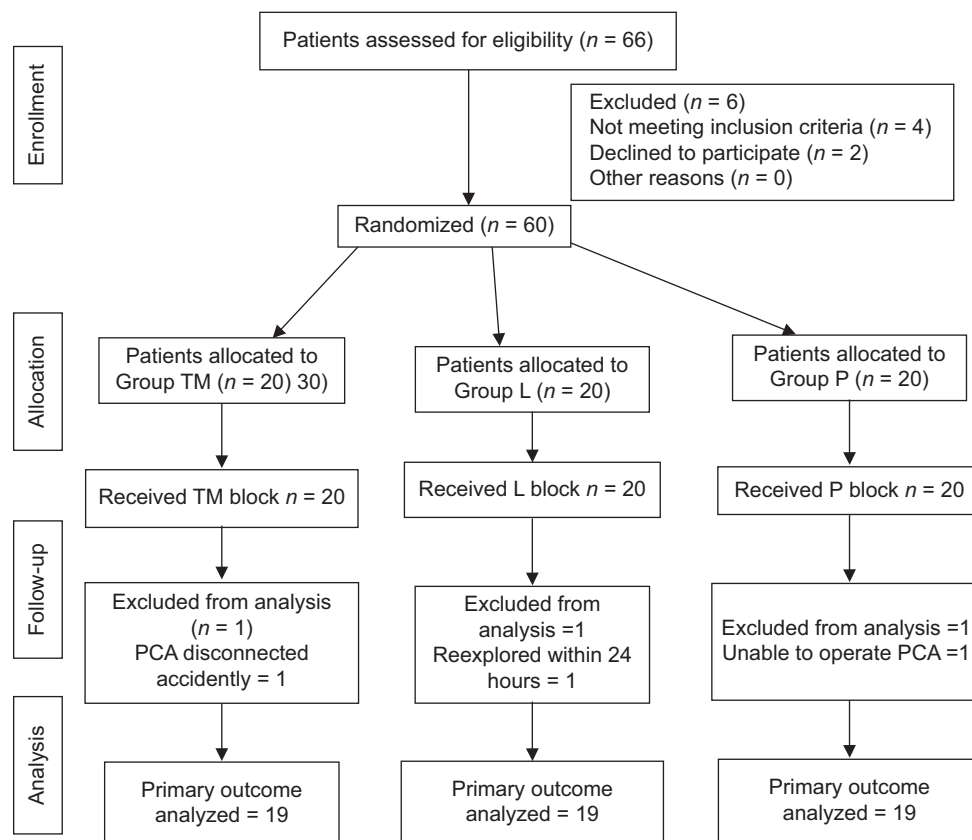 Enrollment
Patients assessed for eligibility (n = 66)
Excluded (n = 6)
Not meeting inclusion criteria (n = 4)
Declined to participate (n = 2)
Other reasons (n = 0)
Randomized (n = 60)
Allocation
Patients allocated to
Group TM (n = 20) 30)
Patients allocated to
Group L (n = 20)
Patients allocated to
Group P (n = 20)
Received TM block n = 20
Received L block n = 20
Received P block n = 20
Follow-up
Excluded from analysis
(n = 1)
PCA disconnected
accidently = 1
Excluded from
analysis =1
Reexplored within 24
hours = 1
Excluded from analysis =1
Unable to operate PCA =1
Analysis
Primary outcome
analyzed = 19
Primary outcome
analyzed = 19
Primary outcome
analyzed = 19